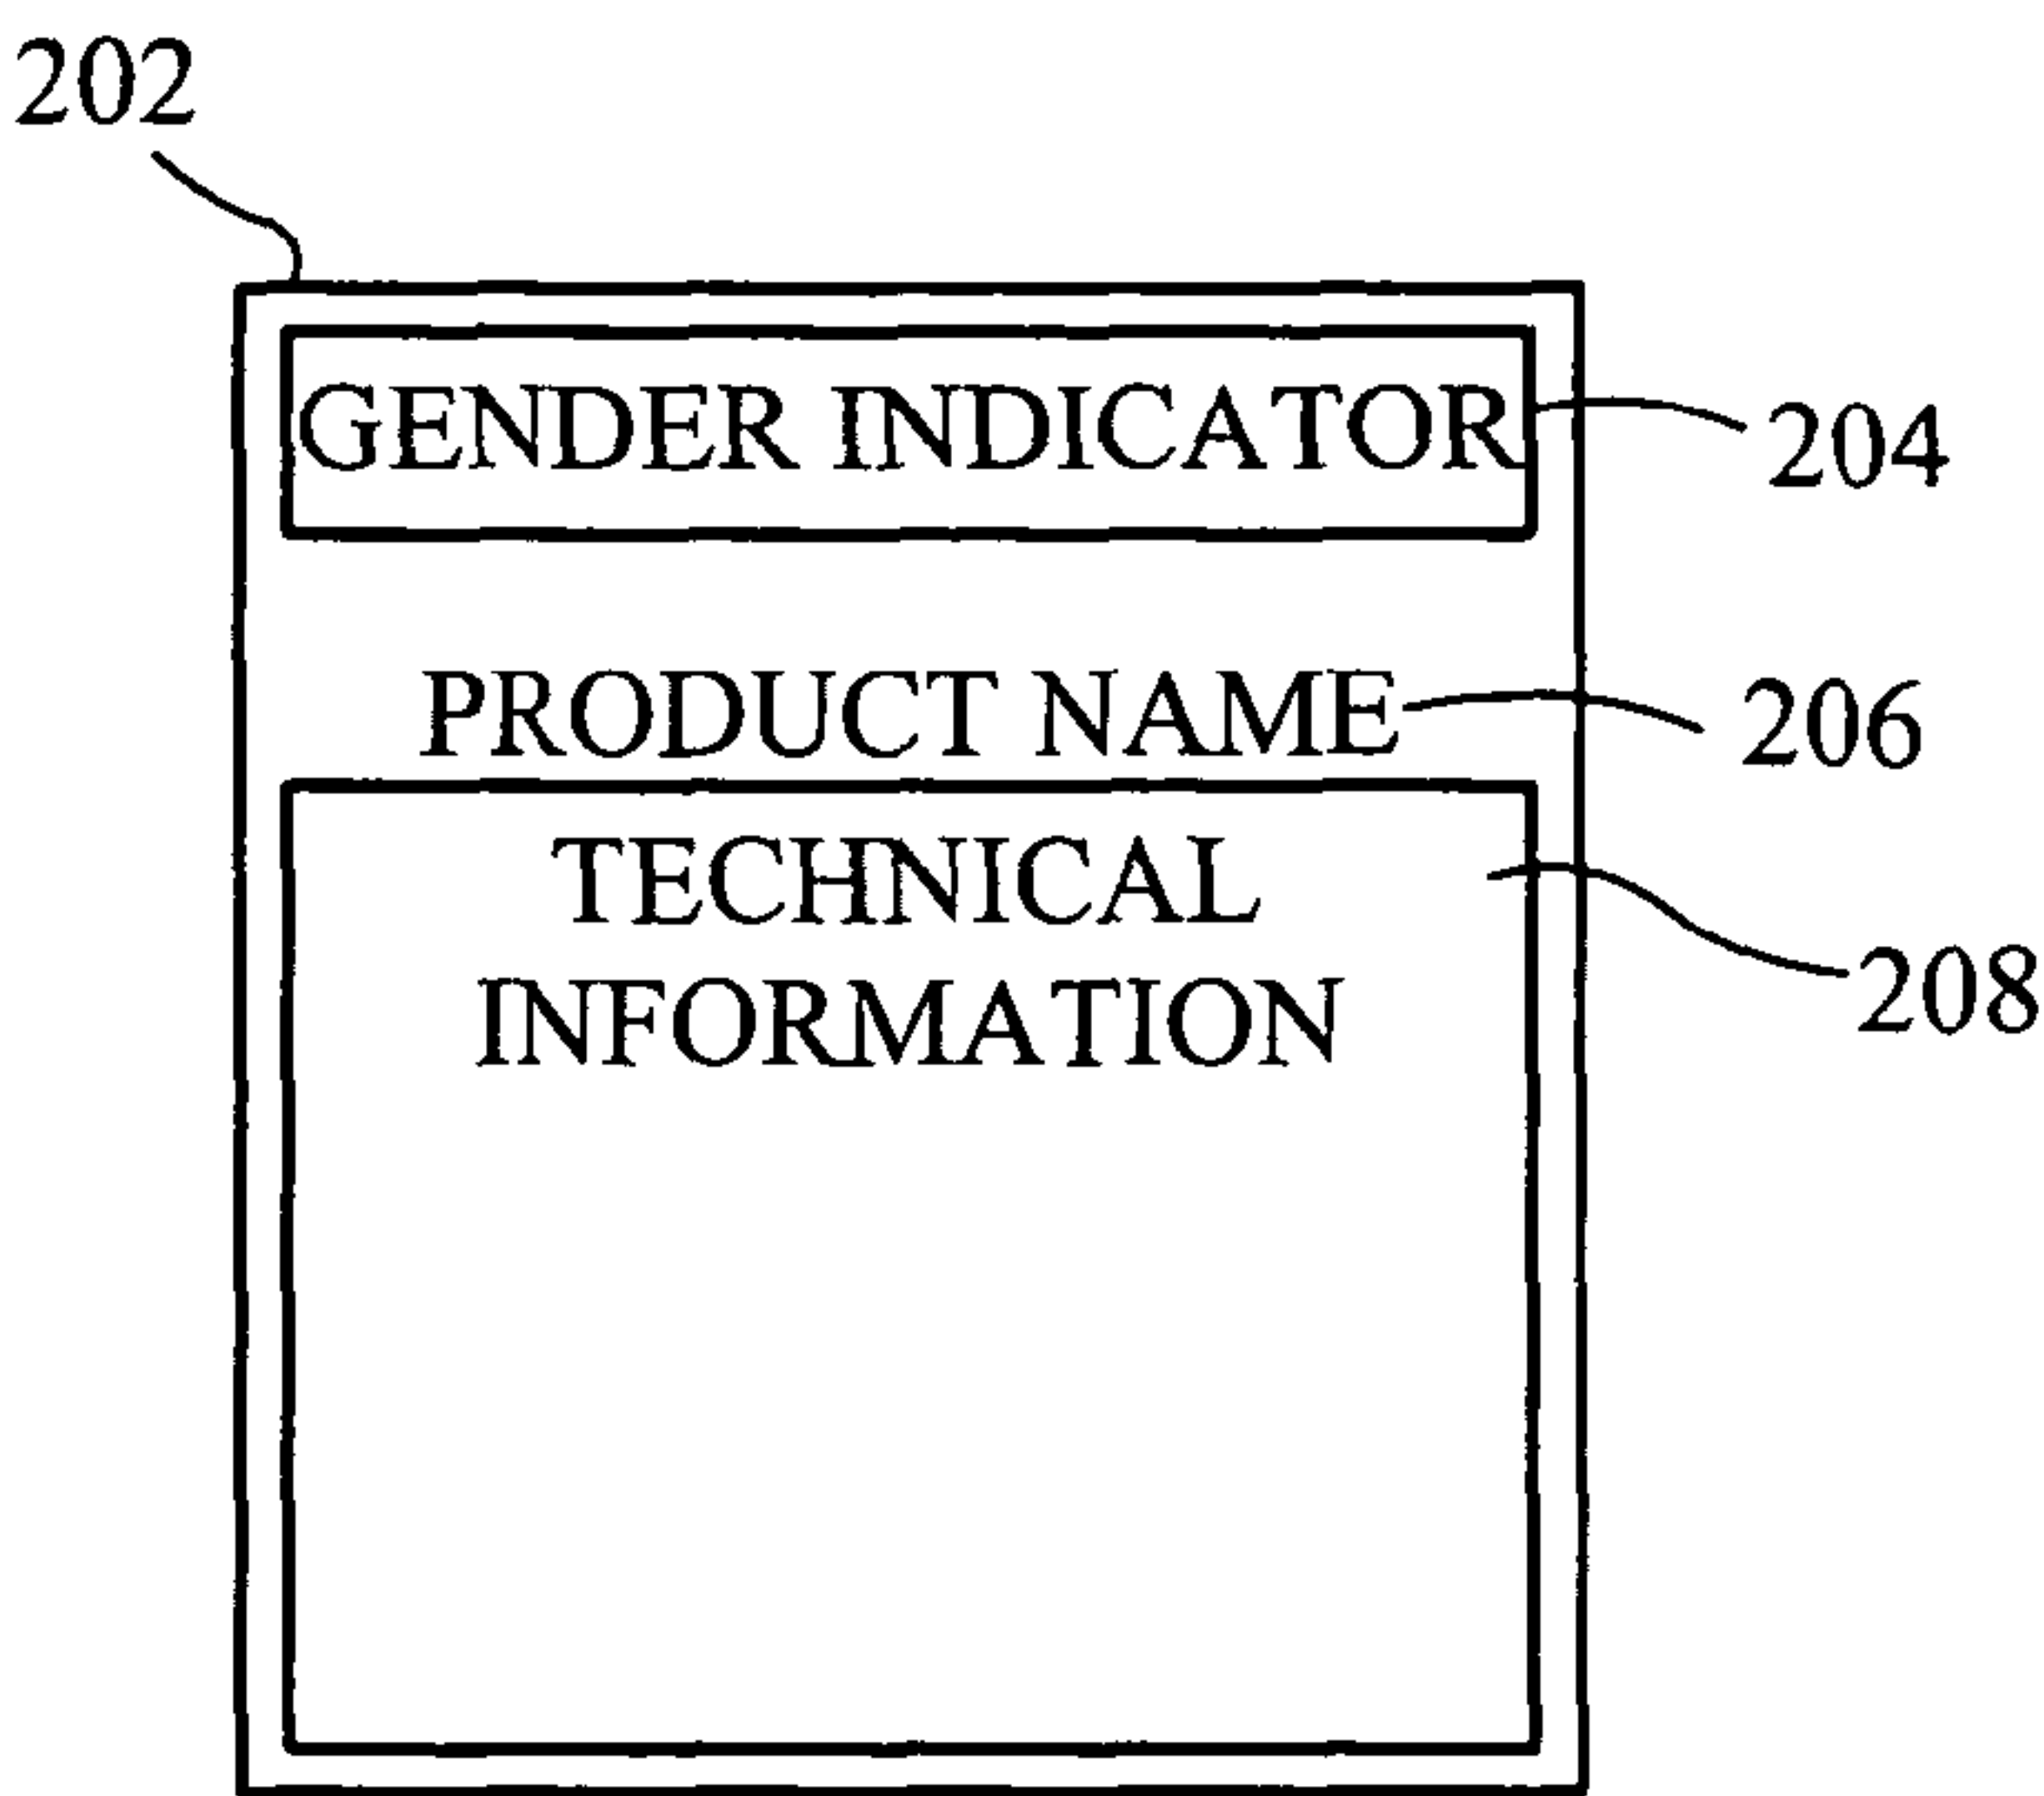 202
GENDER INDICATOR
204
PRODUCT NAME
206
TECHNICAL
INFORMATION
208